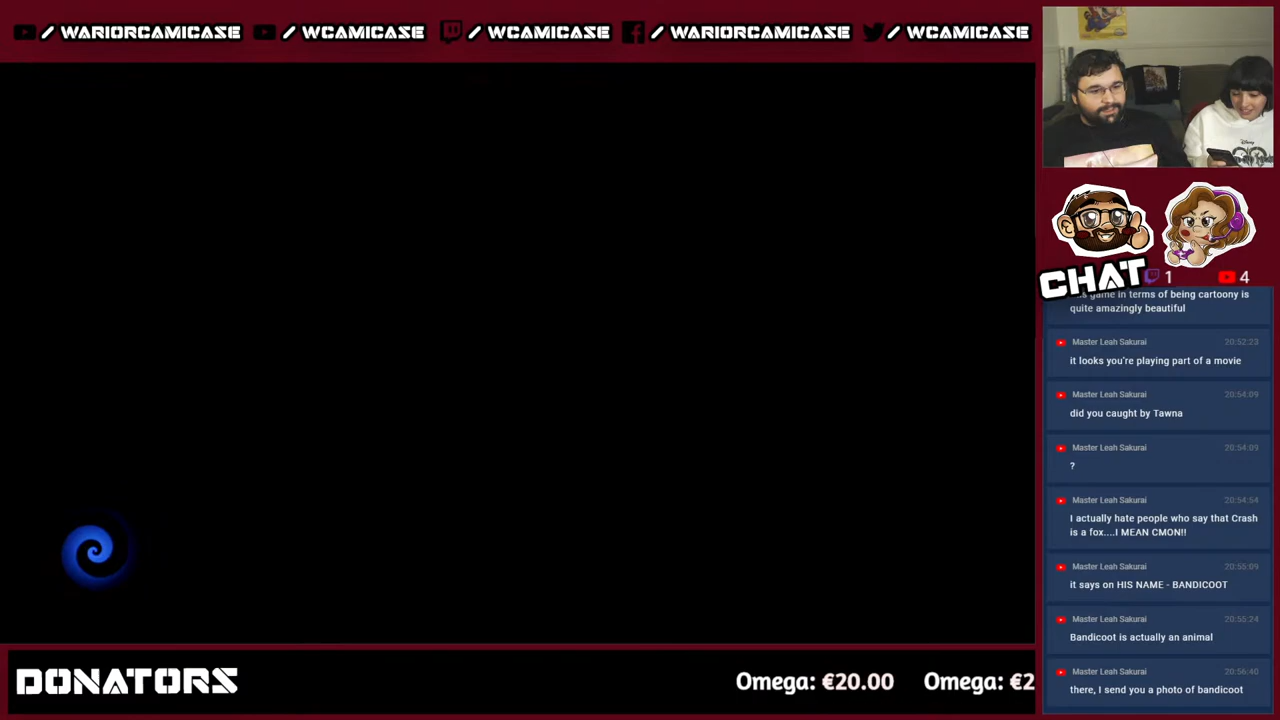 / WARIORCAMICASE / WCAMICASE / WCAMICASE / WARIORCAMICASE / WCAMICASE
CHAT 1 4
game in terms of being cartoony is
quite amazingly beautiful
Master Leah Sakurai 20:52:23
it looks you're playing part of a movie
Master Leah Sakurai 20:54:09
did you caught by Tawna
Master Leah Sakurai 20:54:09
?
Master Leah Sakurai 20:54:54
I actually hate people who say that Crash
is a fox....I MEAN CMON!!
Master Leah Sakurai 20:55:09
it says on HIS NAME - BANDICOOT
Master Leah Sakurai 20:55:24
Bandicoot is actually an animal
Master Leah Sakurai 20:56:40
there, I send you a photo of bandicoot
DONATORS Omega: €20.00 Omega: €2